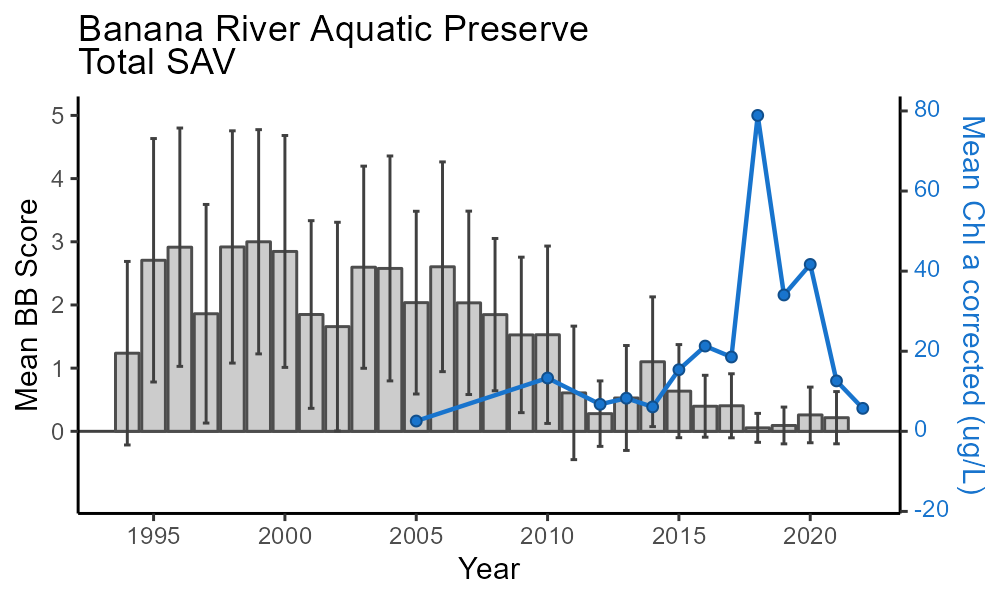 Banana River Aquatic Preserve
Total SAV
Mean BB Score
5
4
3
2
1
0
80
60
40
20
0
-20
Mean Chl a corrected (ug/L)
1995 2000 2005 2010 2015 2020
Year